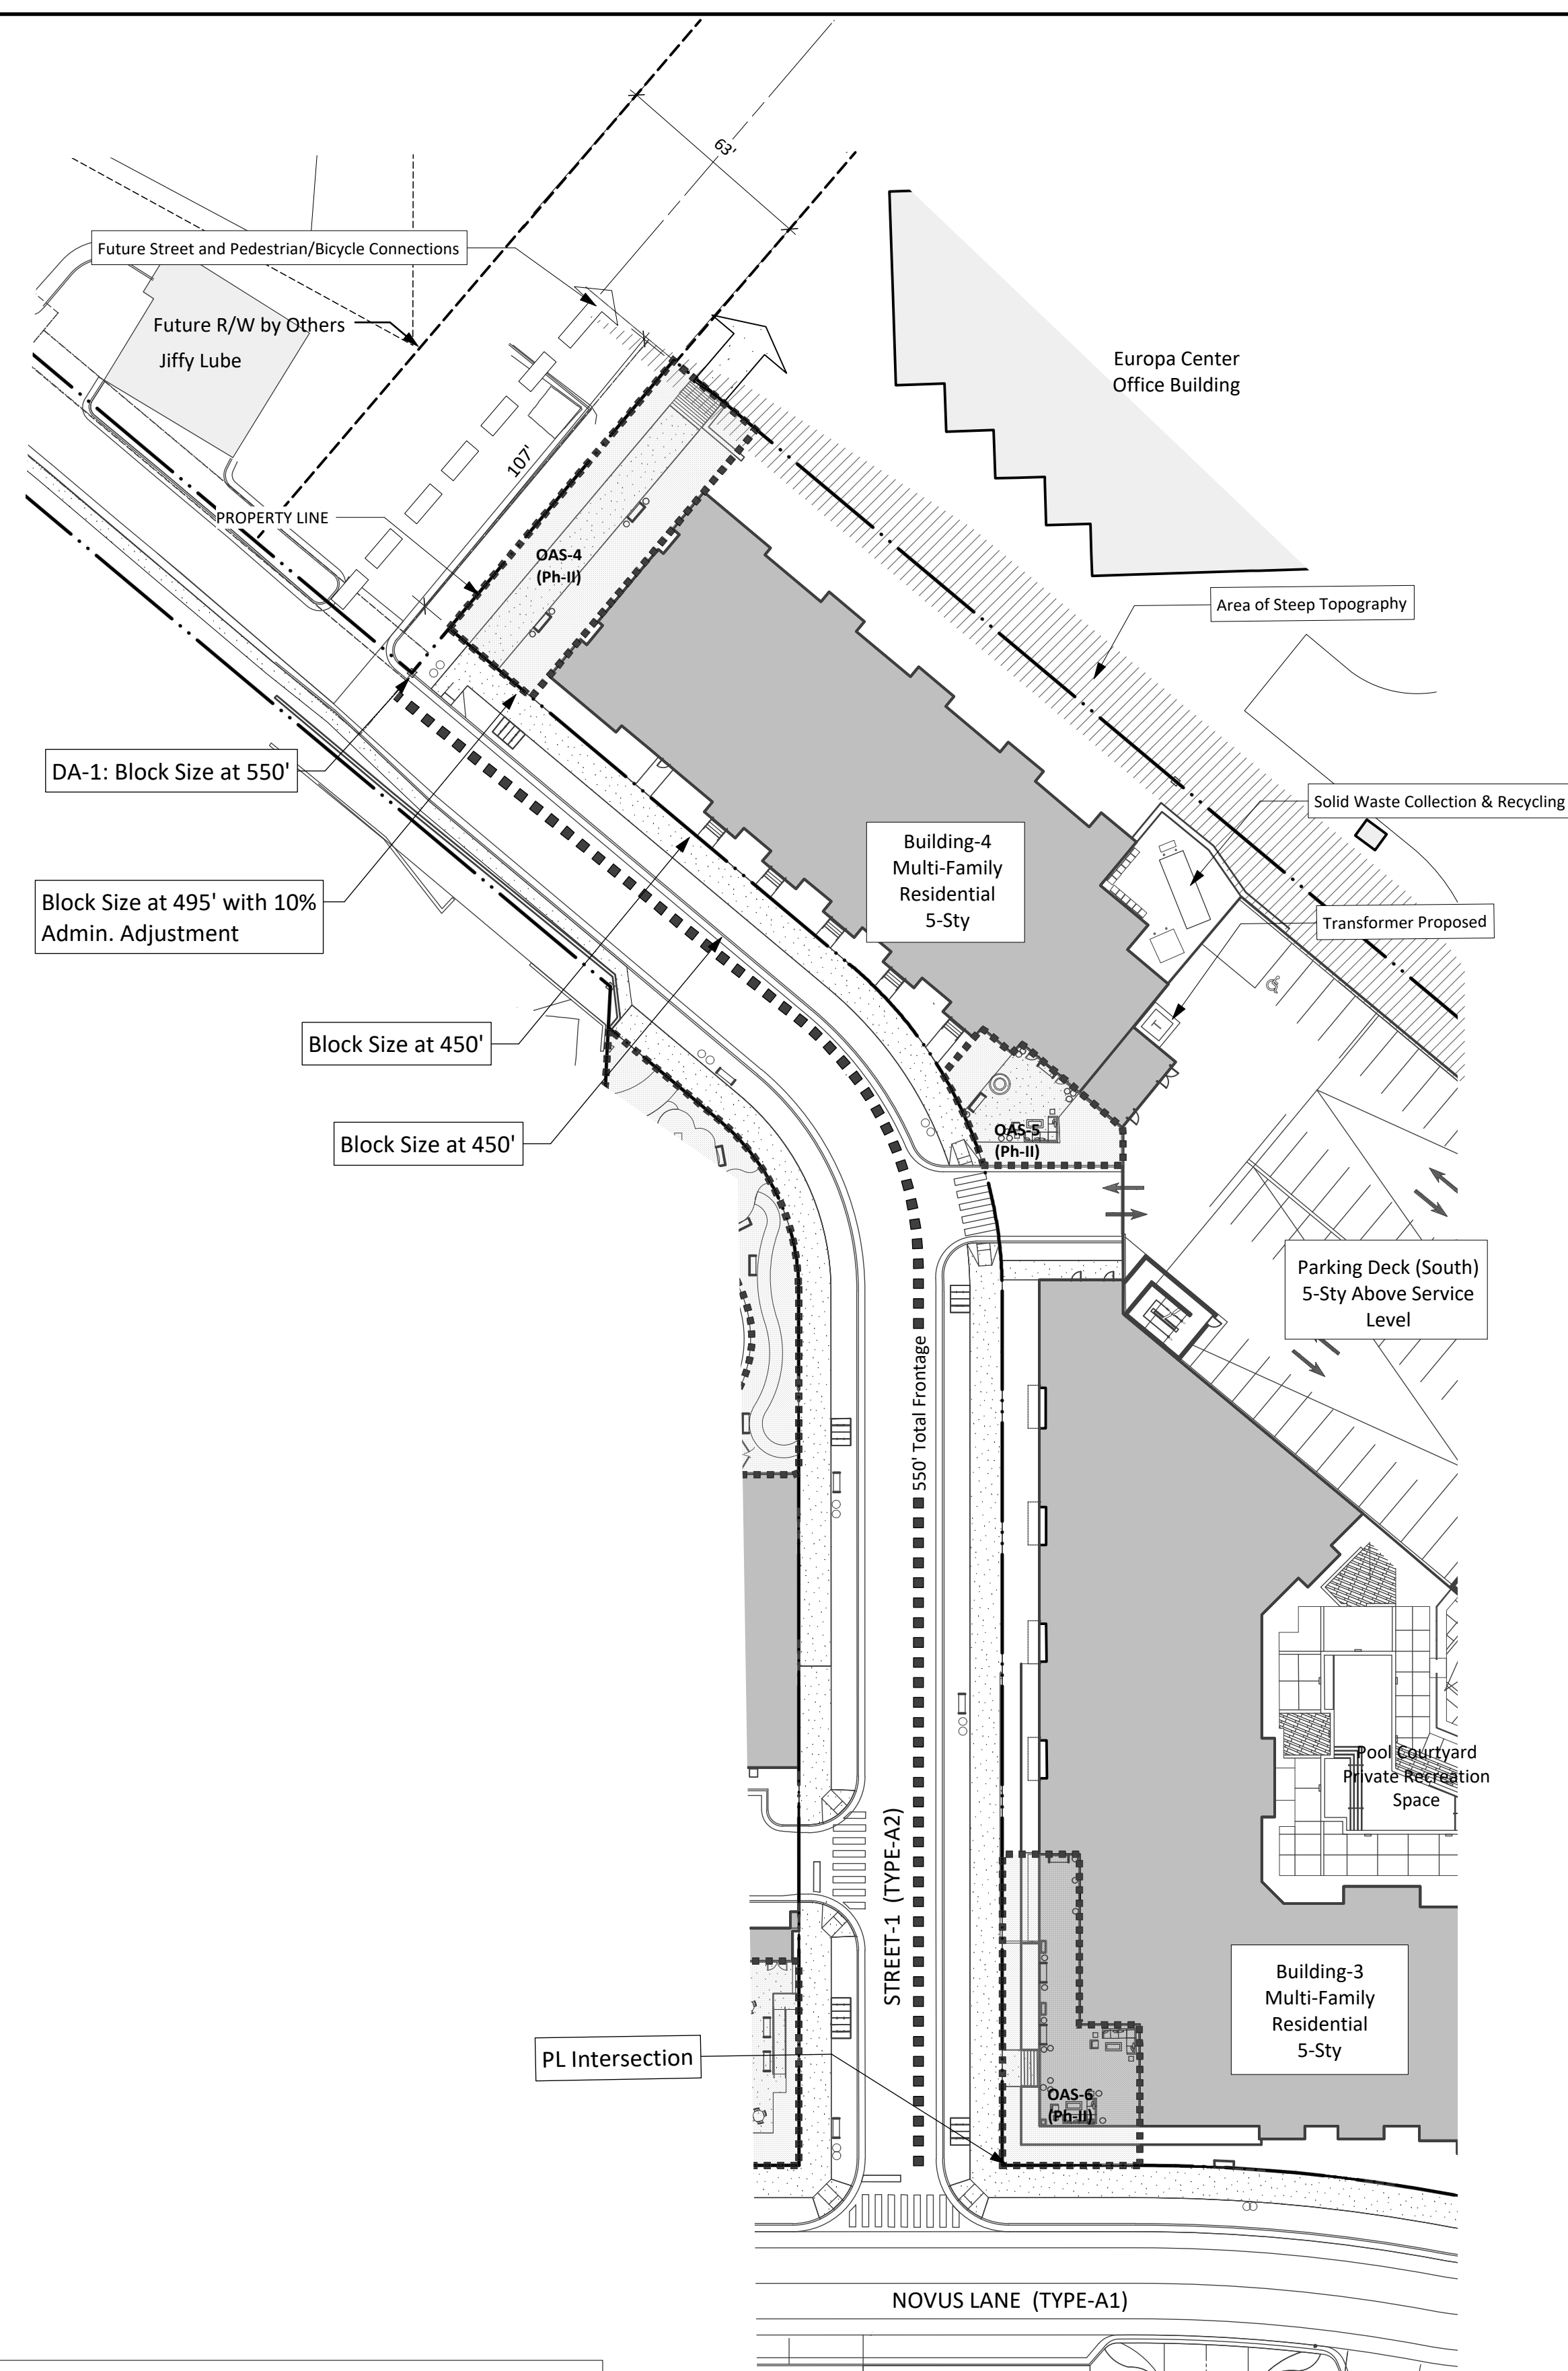 63'
Future Street and Pedestrian/Bicycle Connections
Future R/W by Others
Jiffy Lube
Europa Center
Office Building
107'
PROPERTY LINE
OAS-4
(Ph-II)
Area of Steep Topography
DA-1: Block Size at 550'
Solid Waste Collection & Recycling
Building-4
Multi-Family
Residential
5-Sty
Block Size at 495' with 10%
Admin. Adjustment
Transformer Proposed
T
Block Size at 450'
Block Size at 450'
OAS-5
(Ph-II)
Parking Deck (South)
5-Sty Above Service
Level
550' Total Frontage
Pool Courtyard
Private Recreation
Space
STREET-1 (TYPE-A2)
Building-3
Multi-Family
Residential
5-Sty
PL Intersection
OAS-6
(Ph-II)
NOVUS LANE (TYPE-A1)